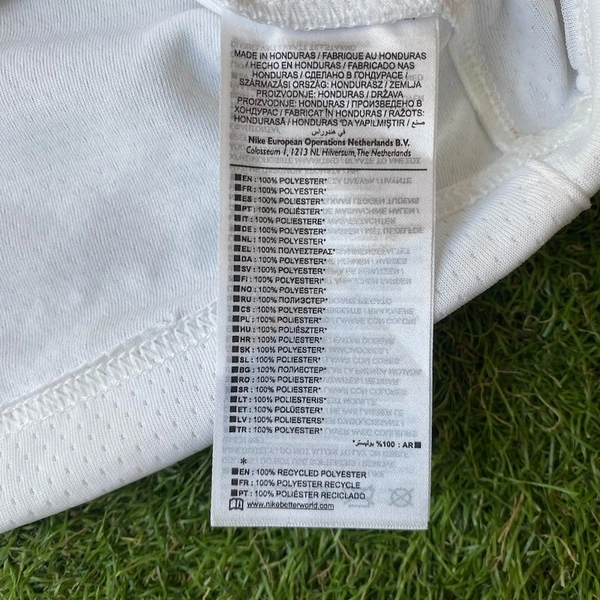 MADE IN HONDURAS / FABRIQUE AU HONDURAS
/ HECHO EN HONDURAS / FABRICADO NAS
HONDURAS / СДЕЛАНО В ГОНДУРАСЕ /
SZÁRMAZÁSI ORSZÁG: HONDURASZ / ZEMLJA
PROIZVODNJE: HONDURAS / DRŽAVA
PROIZVODNJE: HONDURAS / ПРОИЗВЕДЕНО В
ХОНДУРАС / FABRICAT ÎN HONDURAS / RAŽOTS:
HONDURASĀ / HONDURAS 'DA YAPILMIŞTIR / صنع
في هندوراس
Nike European Operations Netherlands B.V.
Colosseum 1, 1213 NL Hilversum, The Netherlands
EN : 100% POLYESTER*
FR : 100% POLYESTER*
ES : 100% POLIÉSTER*
PT : 100% POLIÉSTER*
IT : 100% POLIESTERE*
DE : 100% POLYESTER*
NL : 100% POLYESTER*
EL : 100% ΠΟΛΥΕΣΤΕΡΑΣ*
DA : 100% POLYESTER*
SV : 100% POLYESTER*
FI : 100% POLYESTERI*
NO : 100% POLYESTER*
RU : 100% ПОЛИЭСТЕР*
CS : 100% POLYESTER*
PL : 100% POLIESTER*
HU : 100% POLIÉSZTER*
HR : 100% POLIESTER*
SK : 100% POLYESTER*
SL : 100% POLIESTER*
BG : 100% ПОЛИЕСТЕР*
RO : 100% POLIESTER*
SR : 100% POLIESTER*
LT : 100% POLIESTERIS*
ET : 100% POLÜESTER*
LV : 100% POLIESTERS*
TR : 100% POLYESTER*
AR : 100% بوليستر*
*
EN : 100% RECYCLED POLYESTER
FR : 100% POLYESTER RECYCLE
PT : 100% POLIÉSTER RECICLADO
www.nikebetterworld.com